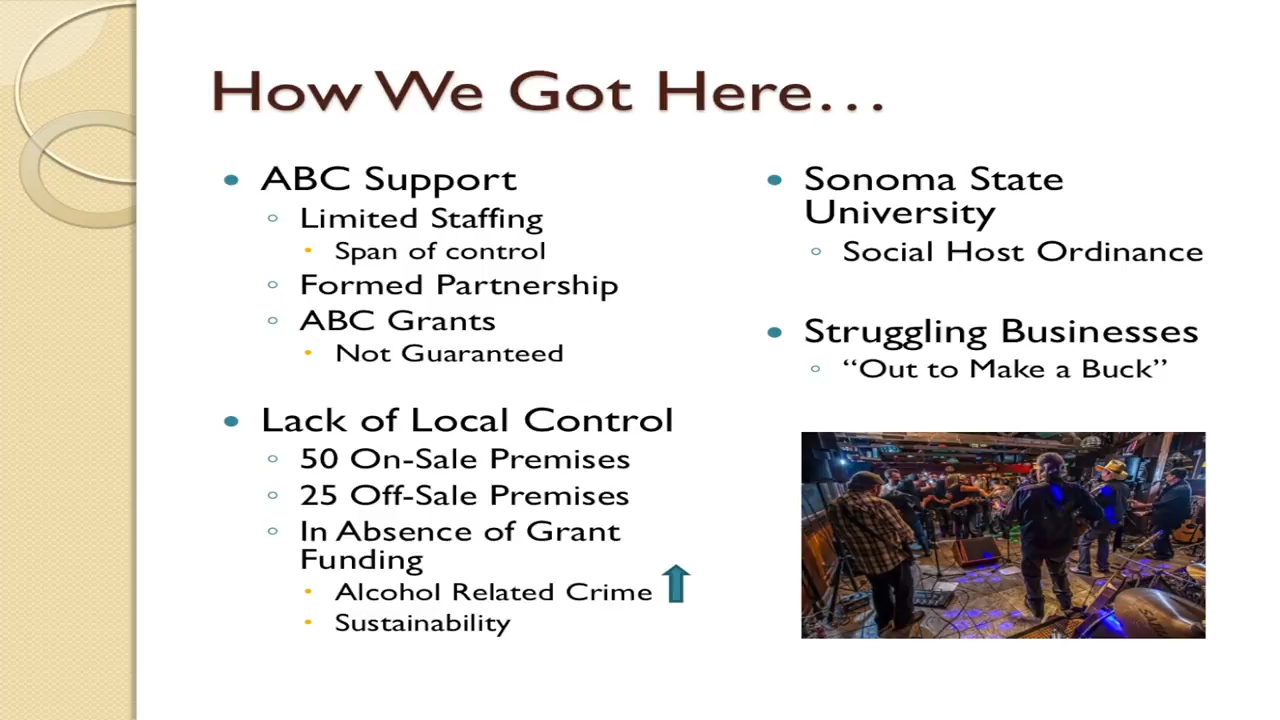 How We Got Here…
ABC Support
Limited Staffing
Span of control
Formed Partnership
ABC Grants
Not Guaranteed
Lack of Local Control
50 On-Sale Premises
25 Off-Sale Premises
In Absence of Grant
Funding
Alcohol Related Crime
Sustainability
Sonoma State
University
Social Host Ordinance
Struggling Businesses
“Out to Make a Buck”